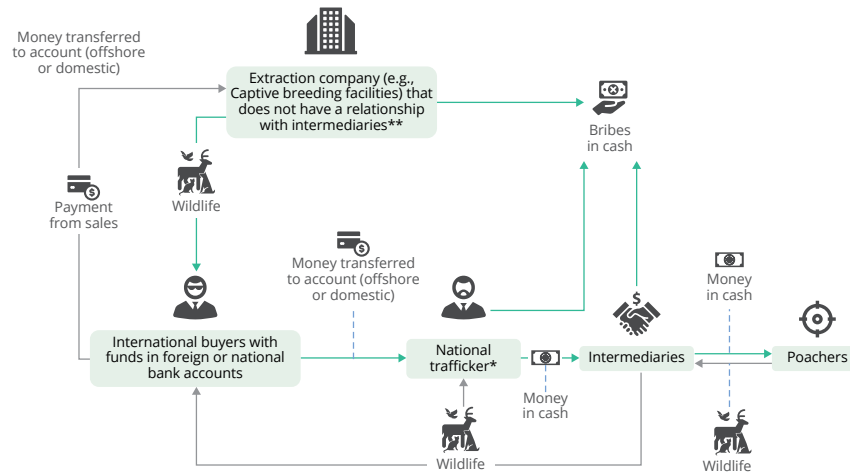 Money transferred
to account (offshore
or domestic)
Extraction company (e.g.,
Captive breeding facilities) that
does not have a relationship
with intermediaries**
Bribes
in cash
Wildlife
$
Payment
from sales
$
Money transferred
to account (offshore
or domestic)
$
Money
in cash
International buyers with
funds in foreign or national
bank accounts
National
trafficker*
Intermediaries
Poachers
Money
in cash
Wildlife
Wildlife